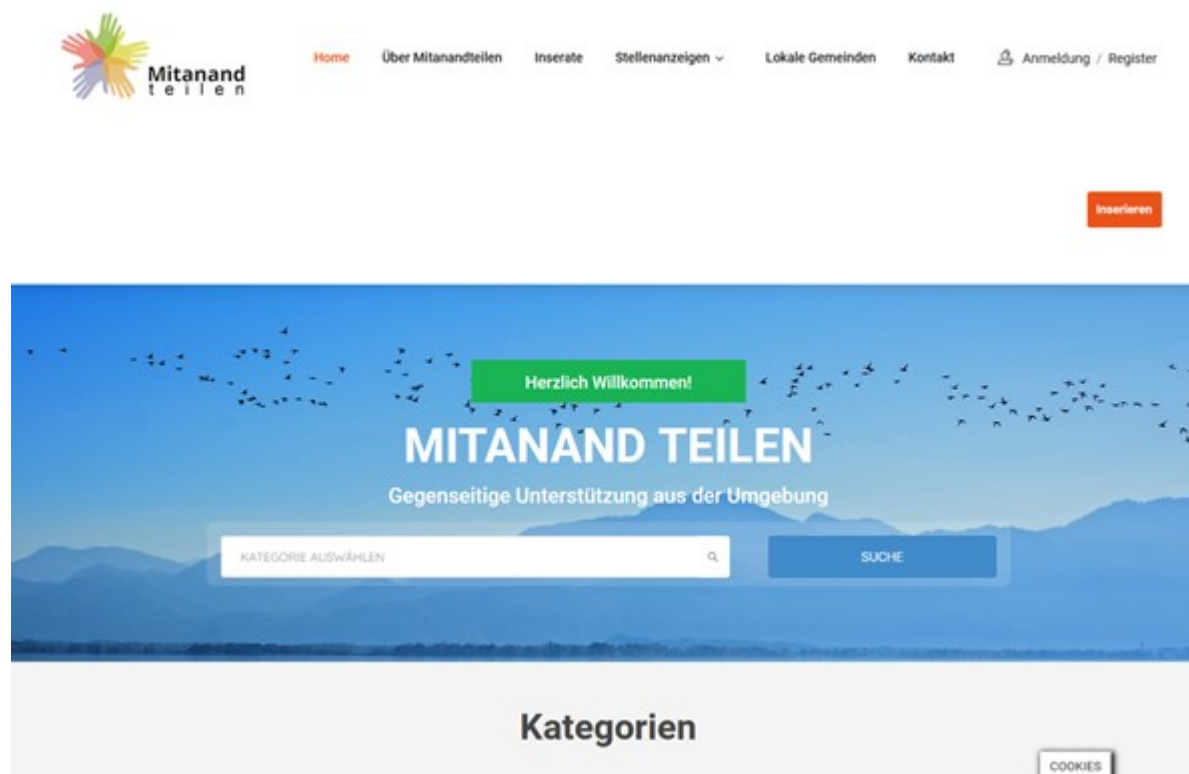 Mitanand
teilen
Home Über Mitanandteilen Inserate Stellenanzeigen Lokale Gemeinden Kontakt Anmeldung / Register
Inserieren
Herzlich Willkommen!
MITANAND TEILEN
Gegenseitige Unterstützung aus der Umgebung
KATEGORIE AUSWÄHLEN SUCHE
Kategorien
COOKIES